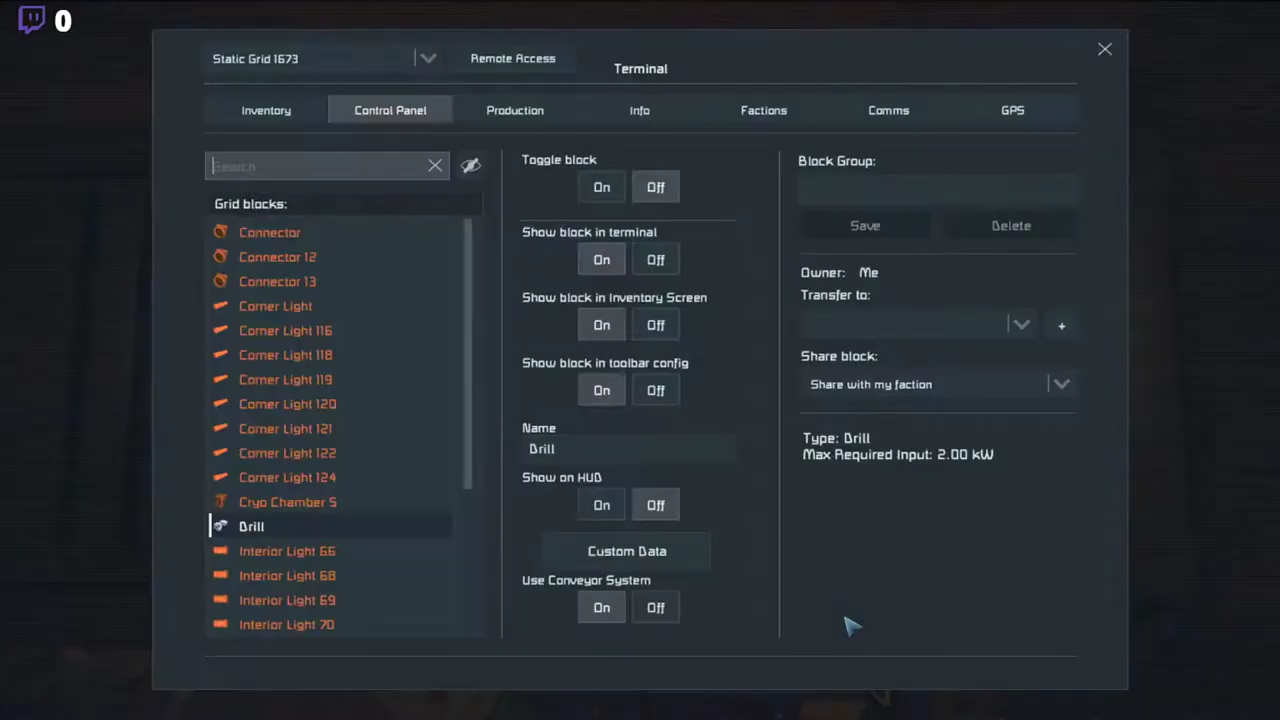 0
Static Grid 1673
Remote Access
Terminal
Inventory
Control Panel
Production
Info
Factions
Comms
GPS
Search
Grid blocks:
Connector
Connector 12
Connector 13
Corner Light
Corner Light 116
Corner Light 118
Corner Light 119
Corner Light 120
Corner Light 121
Corner Light 122
Corner Light 124
Cryo Chamber 5
Drill
Interior Light 66
Interior Light 68
Interior Light 69
Interior Light 70
Toggle block
On Off
Show block in terminal
On Off
Show block in Inventory Screen
On Off
Show block in toolbar config
On Off
Name
Drill
Show on HUD
On Off
Custom Data
Use Conveyor System
On Off
Block Group:
Save Delete
Owner: Me
Transfer to:
+
Share block:
Share with my faction
Type: Drill
Max Required Input: 2.00 kW